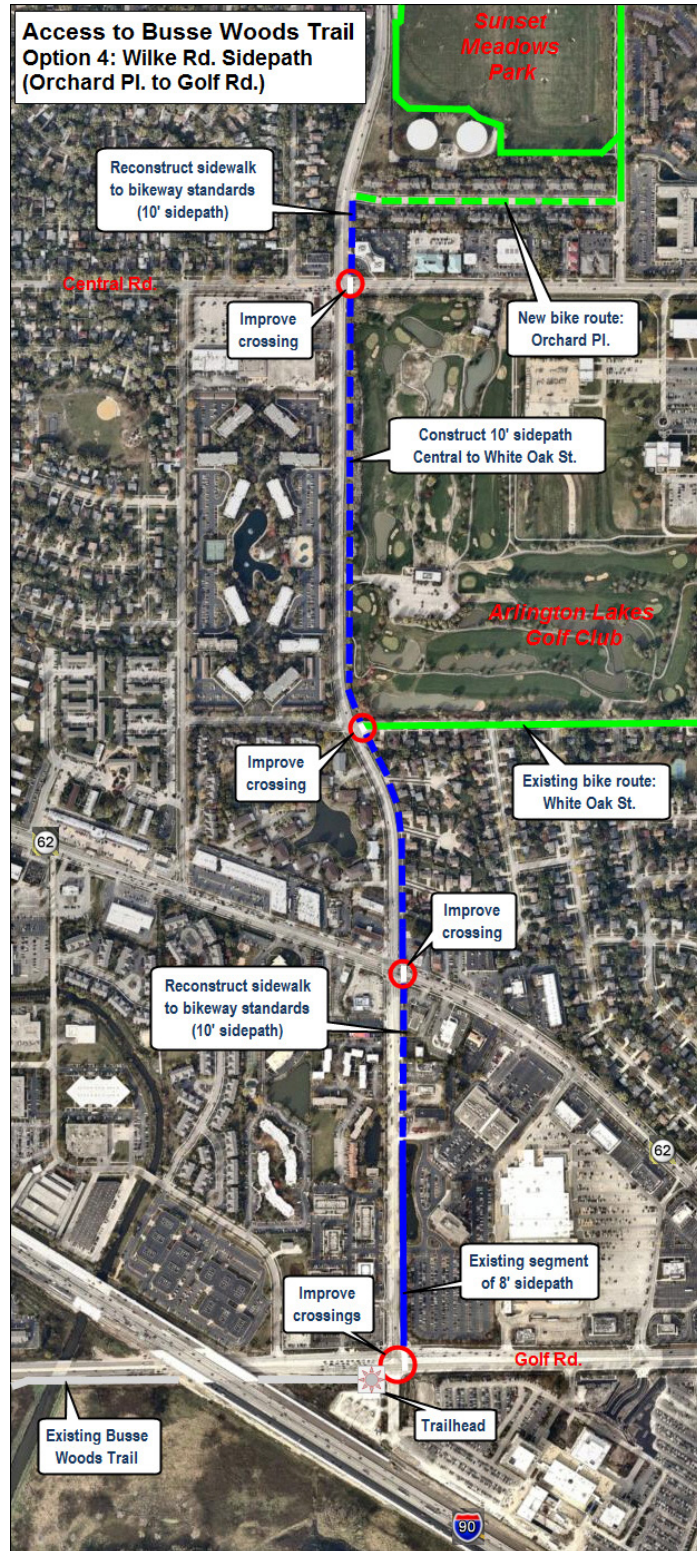 Access to Busse Woods Trail
Option 4: Wilke Rd. Sidepath
(Orchard Pl. to Golf Rd.)
Sunset
Meadows
Park
Reconstruct sidewalk
to bikeway standards
(10' sidepath)
Central Rd.
Improve
crossing
New bike route:
Orchard Pl.
Construct 10' sidepath
Central to White Oak St.
Arlington Lakes
Golf Club
Improve
crossing
Existing bike route:
White Oak St.
62
Improve
crossing
Reconstruct sidewalk
to bikeway standards
(10' sidepath)
62
Existing segment
of 8' sidepath
Improve
crossings
Golf Rd.
Trailhead
Existing Busse
Woods Trail
90